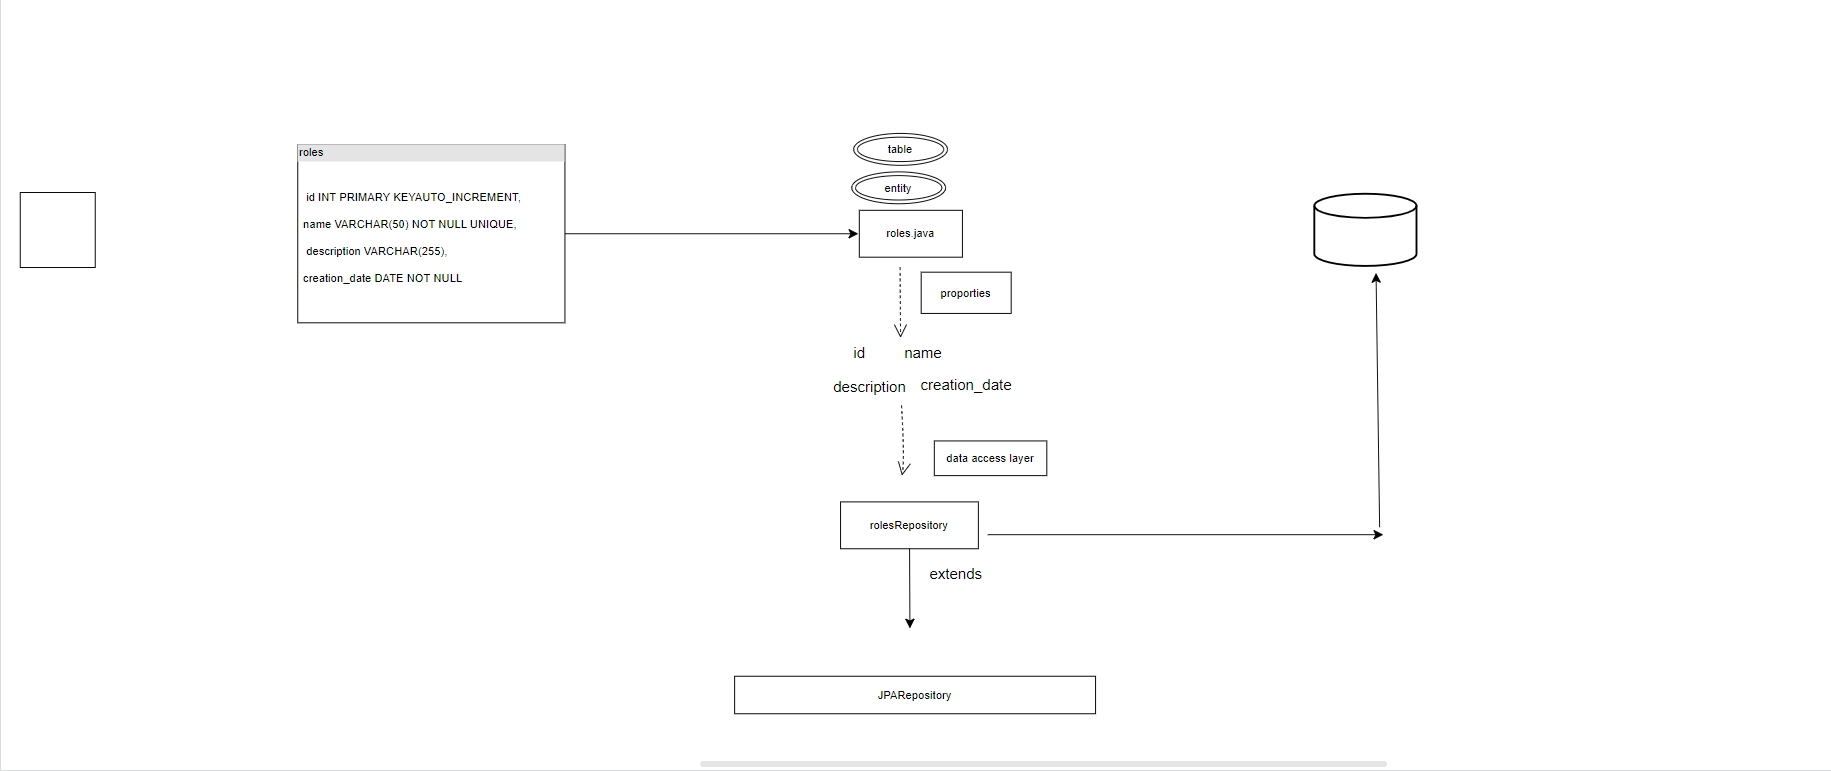 roles
id INT PRIMARY KEYAUTO_INCREMENT,
name VARCHAR(50) NOT NULL UNIQUE,
description VARCHAR(255),
creation_date DATE NOT NULL
table
entity
roles.java
proporties
id name
description creation_date
data access layer
rolesRepository
extends
JPARepository